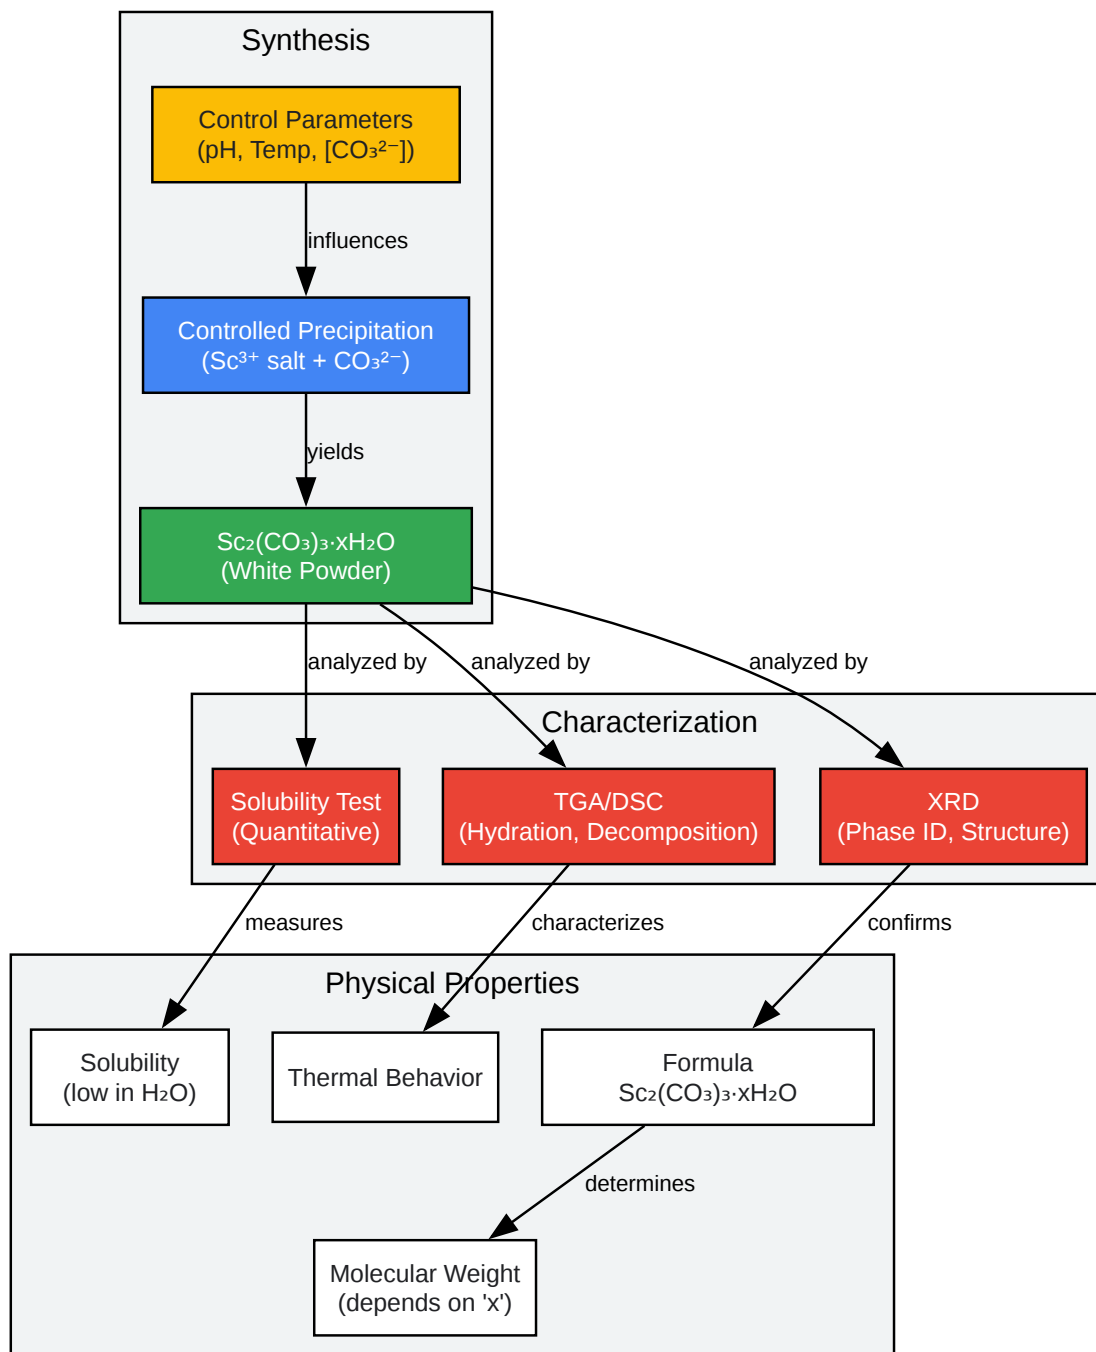 Synthesis
Control Parameters
(pH, Temp, [CO₃²⁻])
influences
Controlled Precipitation
(Sc³⁺ salt + CO₃²⁻)
yields
Sc₂(CO₃)₃·xH₂O
(White Powder)
analyzed by
analyzed by
analyzed by
Characterization
Solubility Test
(Quantitative)
TGA/DSC
(Hydration, Decomposition)
XRD
(Phase ID, Structure)
measures
characterizes
confirms
Physical Properties
Solubility
(low in H₂O)
Thermal Behavior
Formula
Sc₂(CO₃)₃·xH₂O
determines
Molecular Weight
(depends on 'x')